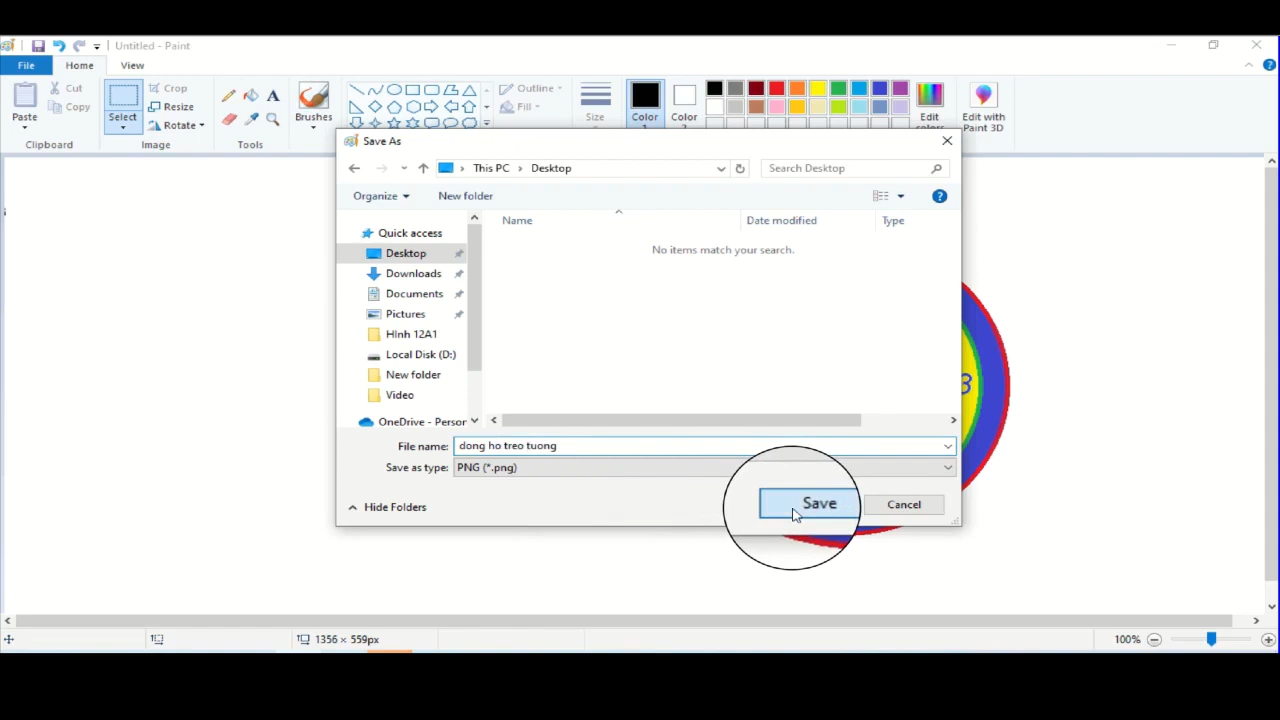 Untitled - Paint
File Home View
Paste
Cut
Copy
Clipboard
Select
Crop
Resize
Rotate
Image
Tools
Brushes
Outline
Fill
Size
Color
1
Color
Edit
colors
Edit with
Paint 3D
Save As
This PC > Desktop
Search Desktop
Organize New folder
Name Date modified Type
No items match your search.
Quick access
Desktop
Downloads
Documents
Pictures
HInh 12A1
Local Disk (D:)
New folder
Video
OneDrive - Person
3
File name: dong ho treo tuong
Save as type: PNG (*.png)
Hide Folders
Save
Cancel
1356 × 559px
100%